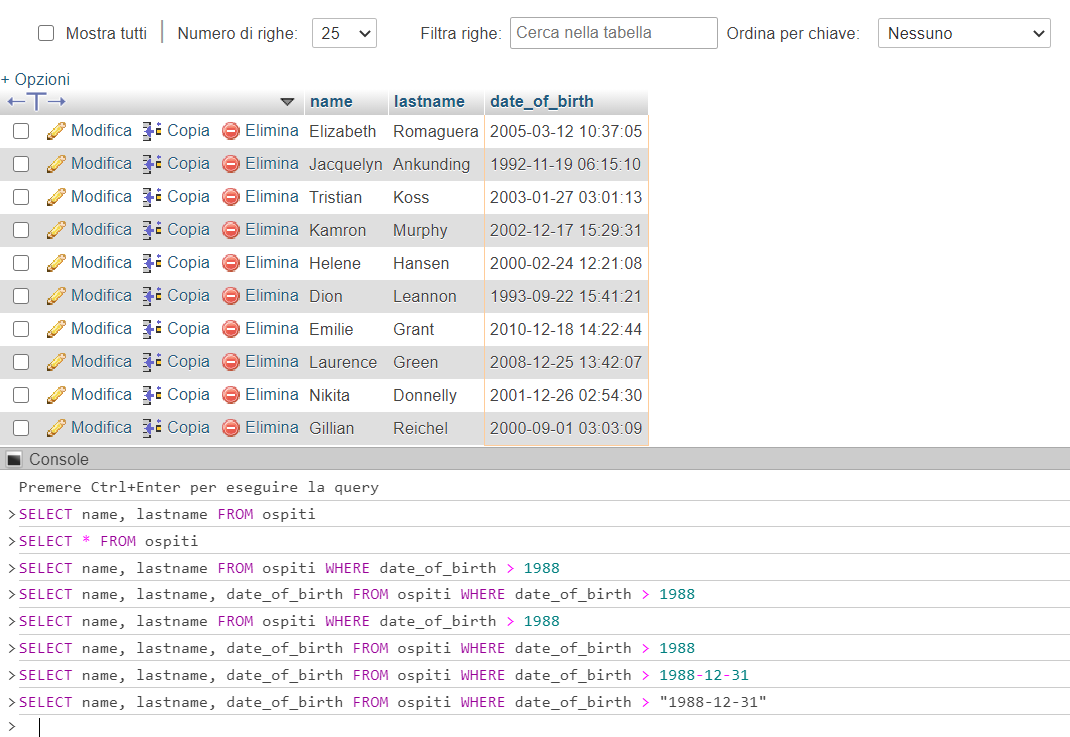 Mostra tutti Numero di righe: 25 Filtra righe: Cerca nella tabella Ordina per chiave: Nessuno
+ Opzioni
←T→ name lastname date_of_birth
Modifica Copia Elimina Elizabeth Romaguera 2005-03-12 10:37:05
Modifica Copia Elimina Jacquelyn Ankunding 1992-11-19 06:15:10
Modifica Copia Elimina Tristian Koss 2003-01-27 03:01:13
Modifica Copia Elimina Kamron Murphy 2002-12-17 15:29:31
Modifica Copia Elimina Helene Hansen 2000-02-24 12:21:08
Modifica Copia Elimina Dion Leannon 1993-09-22 15:41:21
Modifica Copia Elimina Emilie Grant 2010-12-18 14:22:44
Modifica Copia Elimina Laurence Green 2008-12-25 13:42:07
Modifica Copia Elimina Nikita Donnelly 2001-12-26 02:54:30
Modifica Copia Elimina Gillian Reichel 2000-09-01 03:03:09
Console
Premere Ctrl+Enter per eseguire la query
>SELECT name, lastname FROM ospiti
>SELECT * FROM ospiti
>SELECT name, lastname FROM ospiti WHERE date_of_birth > 1988
>SELECT name, lastname, date_of_birth FROM ospiti WHERE date_of_birth > 1988
>SELECT name, lastname FROM ospiti WHERE date_of_birth > 1988
>SELECT name, lastname, date_of_birth FROM ospiti WHERE date_of_birth > 1988
>SELECT name, lastname, date_of_birth FROM ospiti WHERE date_of_birth > 1988-12-31
>SELECT name, lastname, date_of_birth FROM ospiti WHERE date_of_birth > "1988-12-31"
>